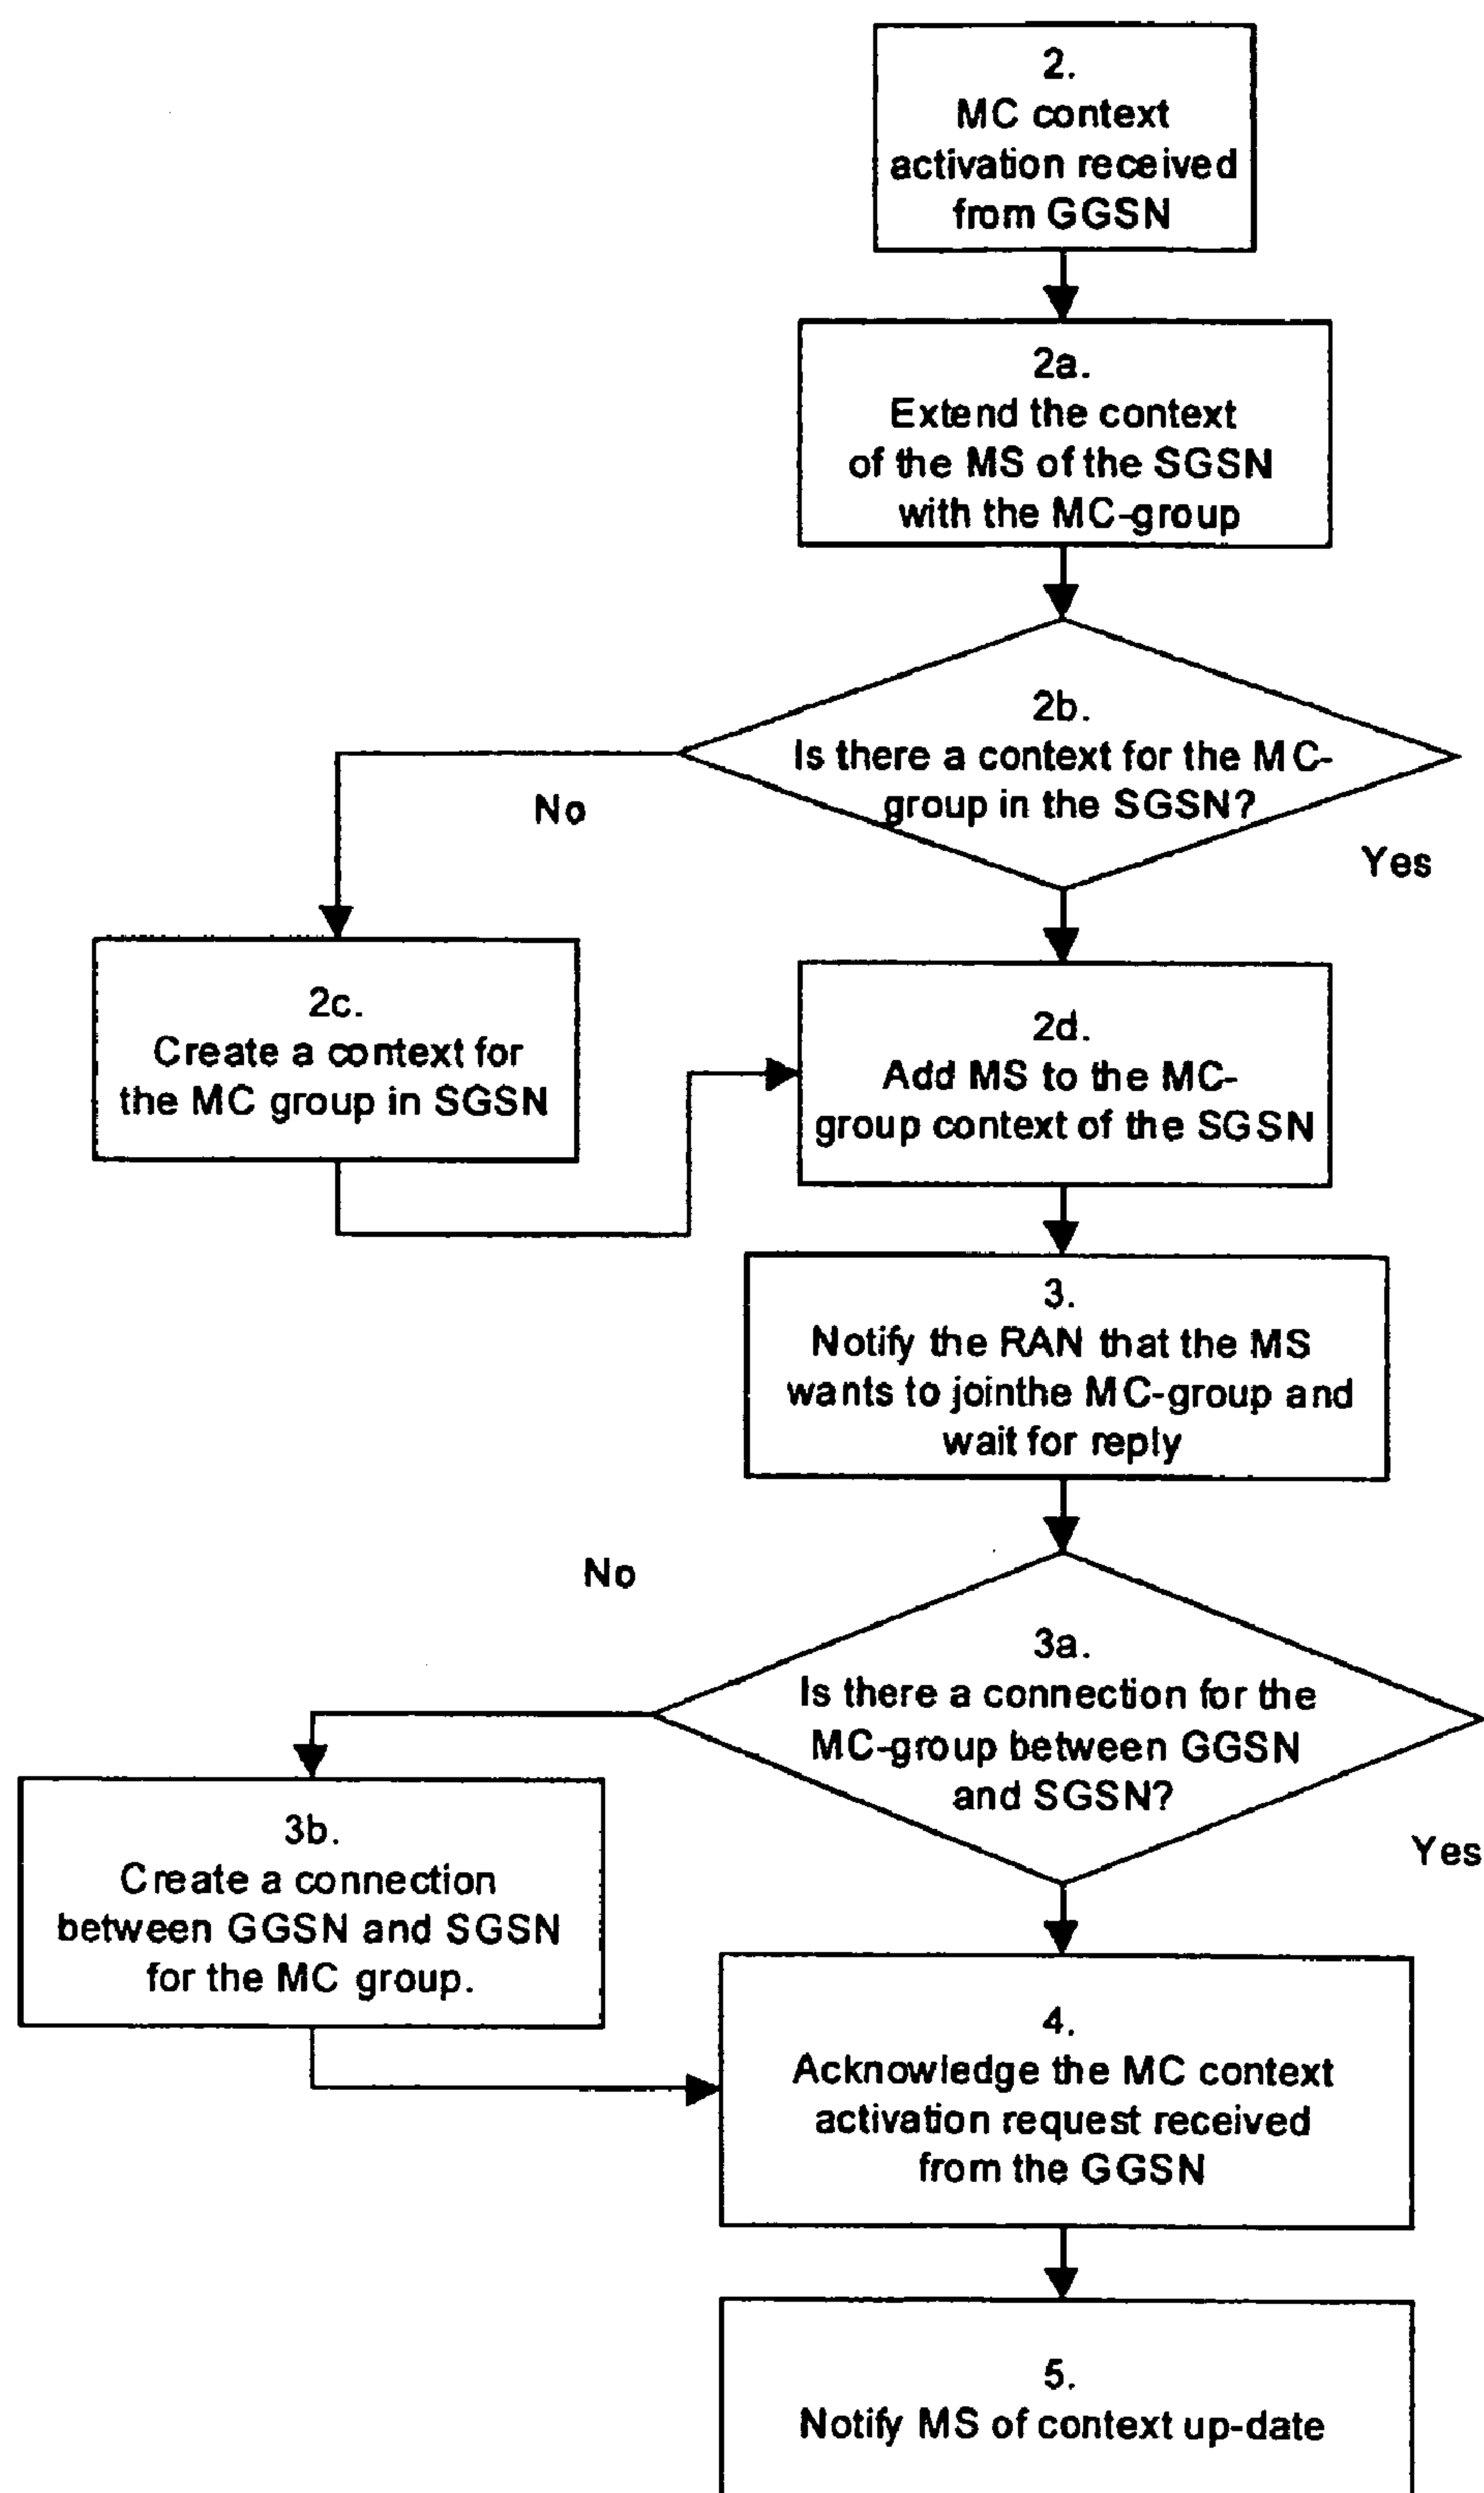 2.
MC context
activation received
from GGSN
2a.
Extend the context
of the MS of the SGSN
with the MC-group
2b.
Is there a context for the MC-
group in the SGSN?
No
Yes
2c.
Create a context for
the MC group in SGSN
2d.
Add MS to the MC-
group context of the SGSN
3.
Notify the RAN that the MS
wants to jointhe MC-group and
wait for reply
No
3a.
Is there a connection for the
MC-group between GGSN
and SGSN?
Yes
3b.
Create a connection
between GGSN and SGSN
for the MC group.
4.
Acknowledge the MC context
activation request received
from the GGSN
5.
Notify MS of context up-date